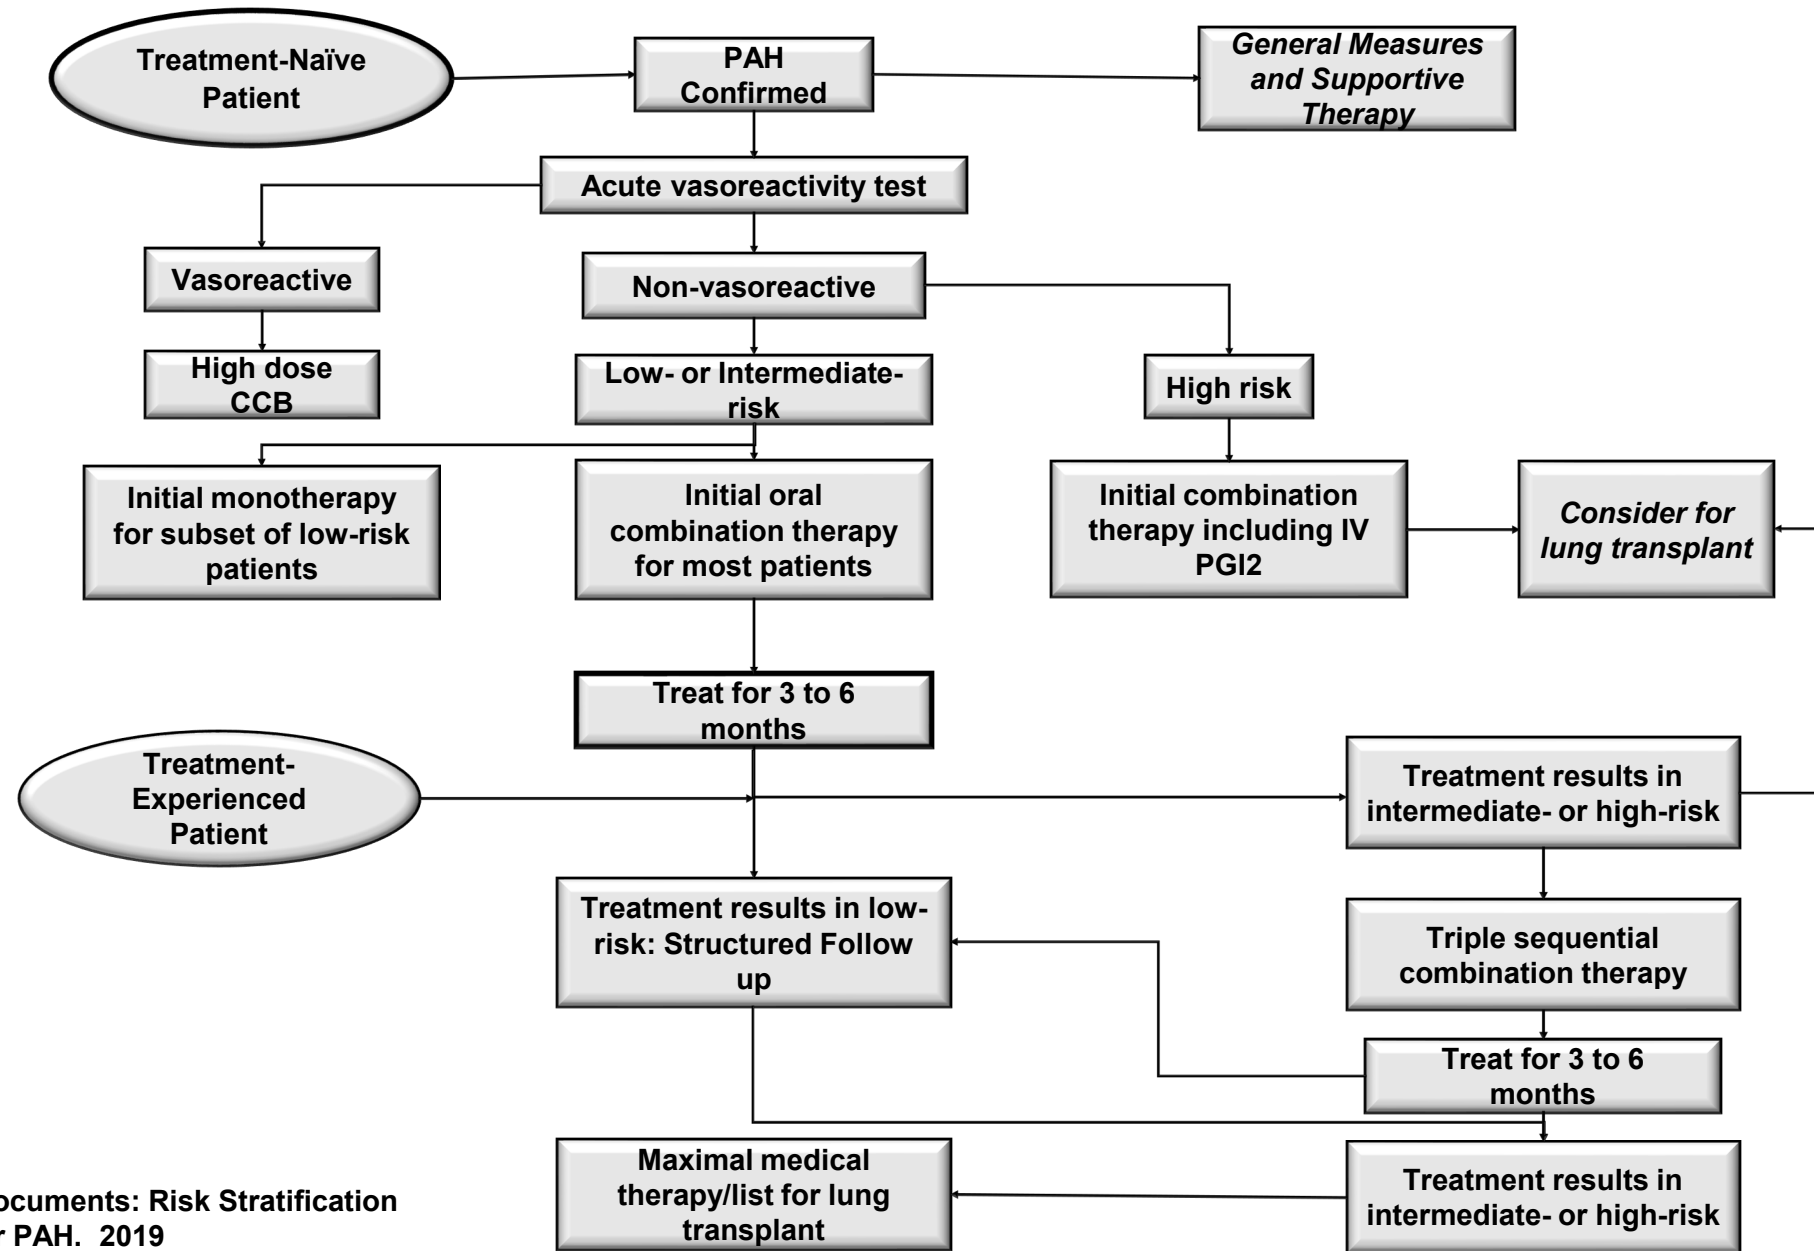 Treatment-Naïve
Patient
PAH
Confirmed
General Measures
and Supportive
Therapy
Acute vasoreactivity test
Vasoreactive
Non-vasoreactive
High dose
CCB
Low- or Intermediate-
risk
High risk
Initial monotherapy
for subset of low-risk
patients
Initial oral
combination therapy
for most patients
Initial combination
therapy including IV
PGI2
Consider for
lung transplant
Treat for 3 to 6
months
Treatment-
Experienced
Patient
Treatment results in
intermediate- or high-risk
Treatment results in low-
risk: Structured Follow
up
Triple sequential
combination therapy
Treat for 3 to 6
months
Maximal medical
therapy/list for lung
transplant
Treatment results in
intermediate- or high-risk
ocuments: Risk Stratification
r PAH. 2019